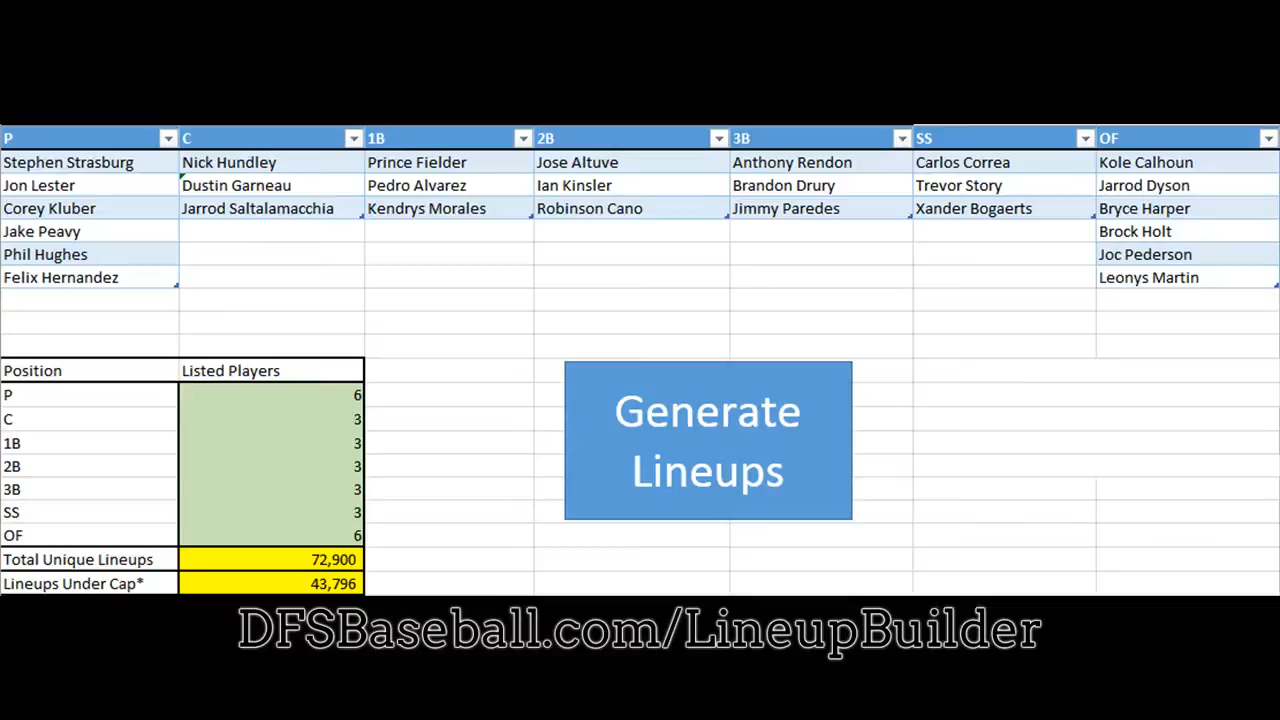 P C 1B 2B 3B SS OF
Stephen Strasburg Nick Hundley Prince Fielder Jose Altuve Anthony Rendon Carlos Correa Kole Calhoun
Jon Lester Dustin Garneau Pedro Alvarez Ian Kinsler Brandon Drury Trevor Story Jarrod Dyson
Corey Kluber Jarrod Saltalamacchia Kendrys Morales Robinson Cano Jimmy Paredes Xander Bogaerts Bryce Harper
Jake Peavy Brock Holt
Phil Hughes Joc Pederson
Felix Hernandez Leonys Martin
Position Listed Players
P 6
C 3
1B 3
2B 3
3B 3
SS 3
OF 6
Total Unique Lineups 72,900
Lineups Under Cap* 43,796
Generate
Lineups
DFSBaseball.com/LineupBuilder